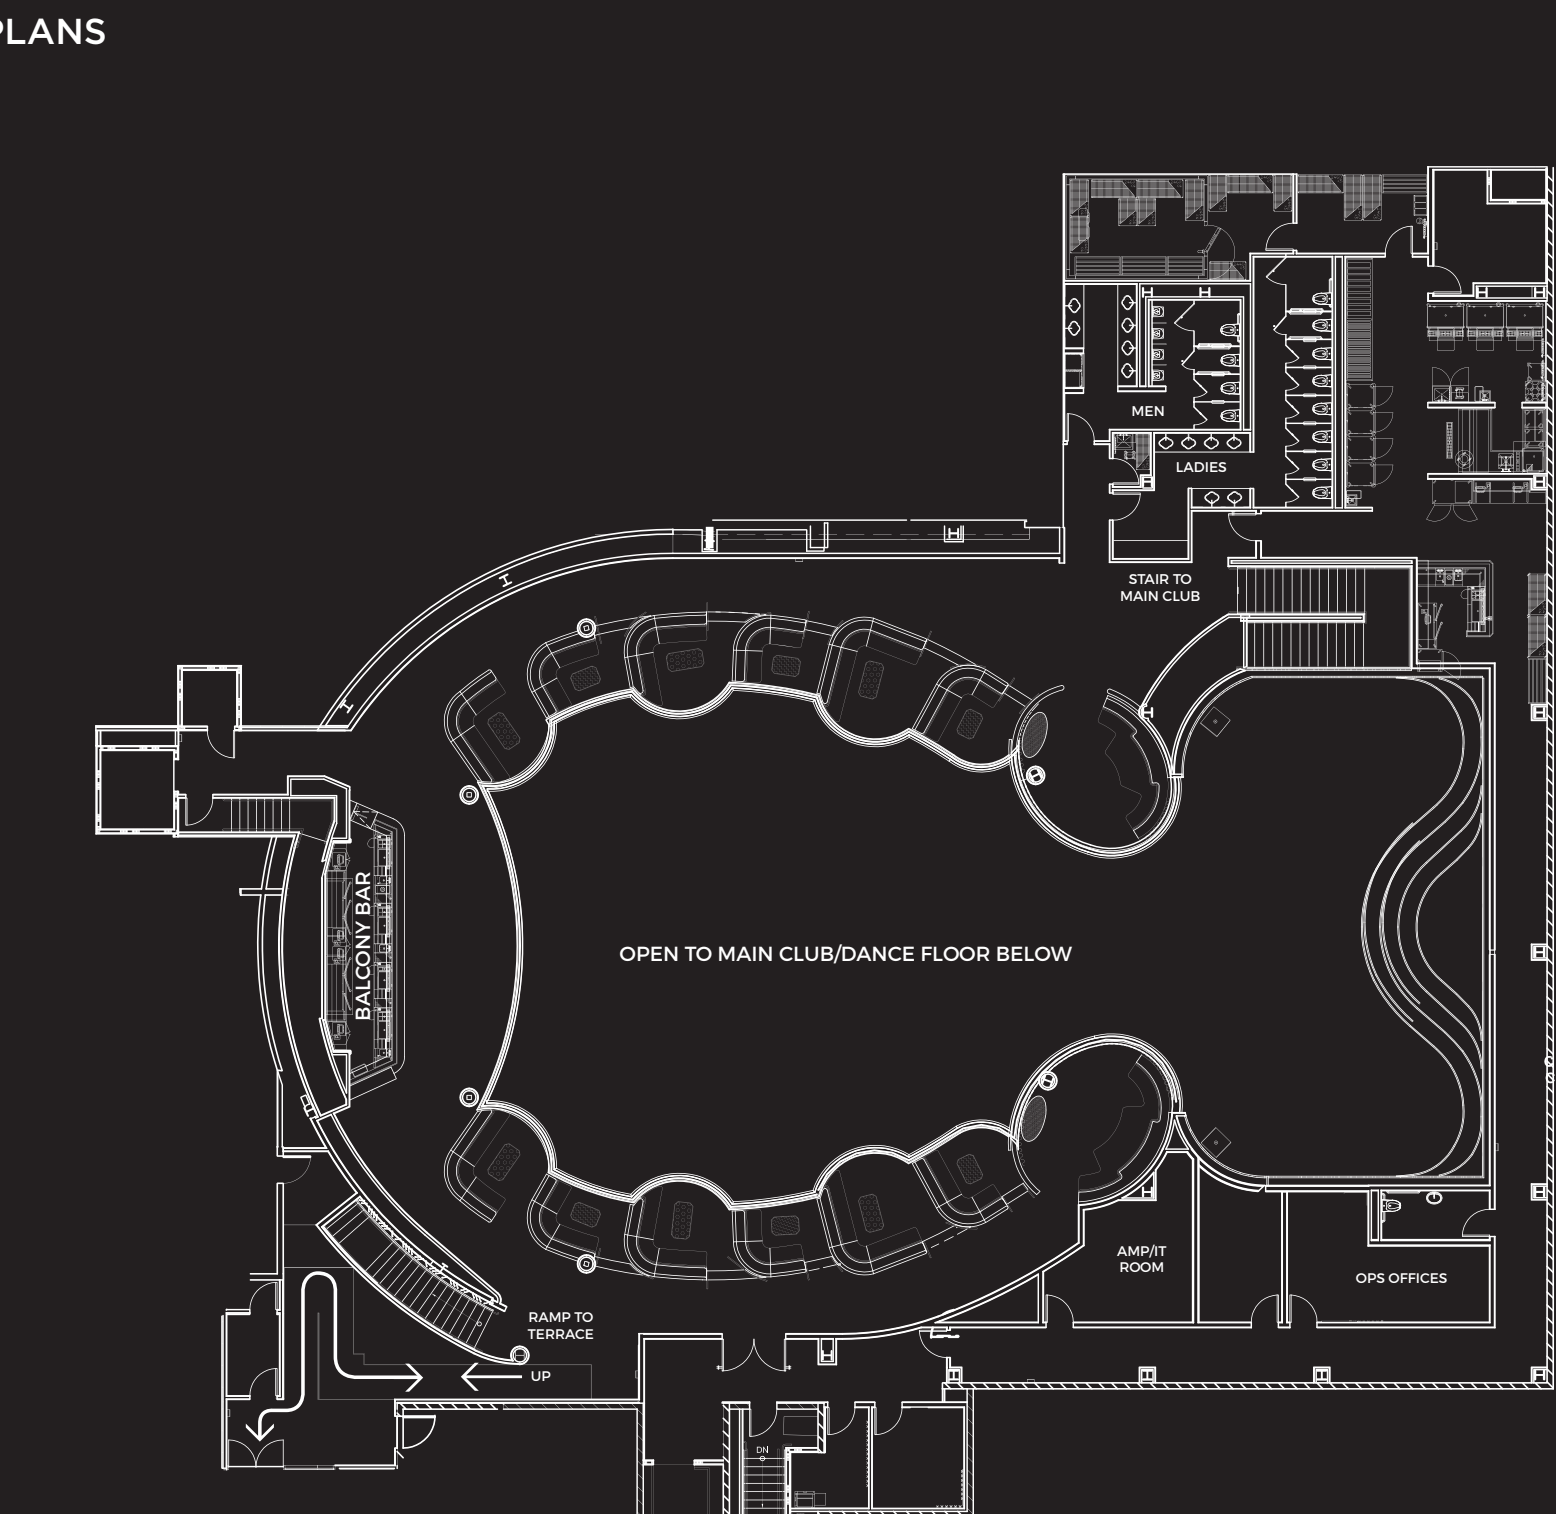 PLANS
MEN
LADIES
STAIR TO
MAIN CLUB
BALCONY BAR
OPEN TO MAIN CLUB/DANCE FLOOR BELOW
AMP/IT
ROOM
OPS OFFICES
RAMP TO
TERRACE
UP
DN